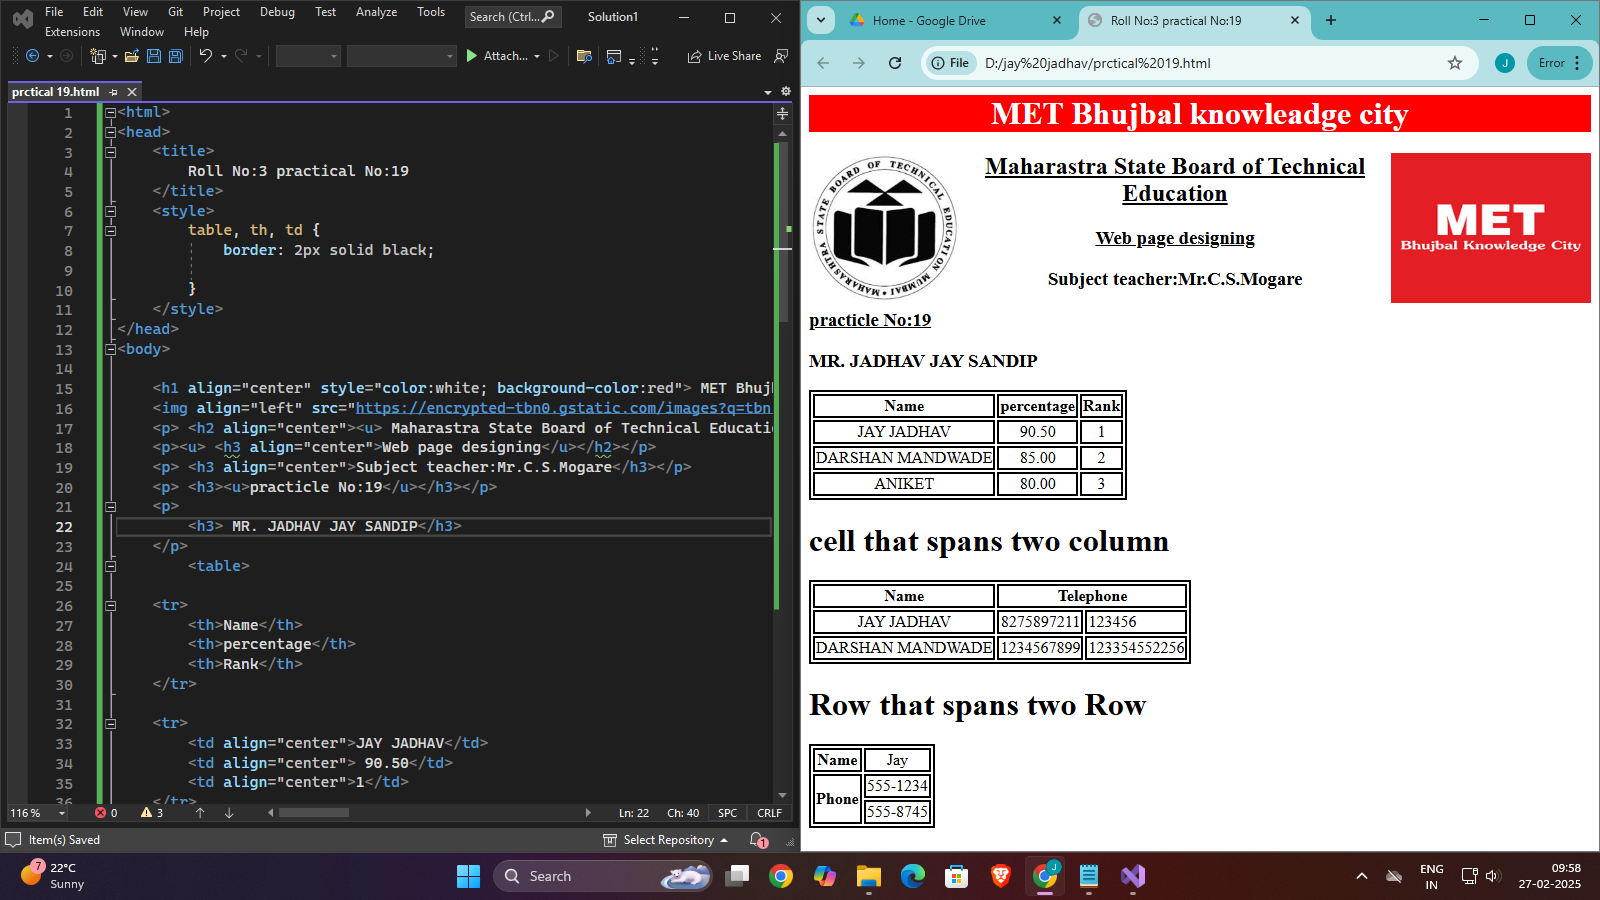 File Edit View Git Project Debug Test Analyze Tools Search (Ctrl... Solution1
Extensions Window Help
Attach... Live Share
prctical 19.html
1 <html>
2 <head>
3 <title>
4 Roll No:3 practical No:19
5 </title>
6 <style>
7 table, th, td {
8 border: 2px solid black;
9
10 }
11 </style>
12 </head>
13 <body>
14
15 <h1 align="center" style="color:white; background-color:red"> MET Bhuj
16 <img align="left" src="https://encrypted-tbn0.gstatic.com/images?q=tbn
17 <p> <h2 align="center"><u> Maharastra State Board of Technical Educati
18 <p><u> <h3 align="center">Web page designing</u></h2></p>
19 <p> <h3 align="center">Subject teacher:Mr.C.S.Mogare</h3></p>
20 <p> <h3><u>practicle No:19</u></h3></p>
21 <p>
22 <h3> MR. JADHAV JAY SANDIP</h3>
23 </p>
24 <table>
25
26 <tr>
27 <th>Name</th>
28 <th>percentage</th>
29 <th>Rank</th>
30 </tr>
31
32 <tr>
33 <td align="center">JAY JADHAV</td>
34 <td align="center"> 90.50</td>
35 <td align="center">1</td>
36 </tr>
116 % 0 3 Ln: 22 Ch: 40 SPC CRLF
Item(s) Saved Select Repository 1
Home - Google Drive Roll No:3 practical No:19
File D:/jay%20jadhav/prctical%2019.html J Error
MET Bhujbal knowleadge city
MAHARASHTRA STATE BOARD OF TECHNICAL EDUCATION MUMBAI
Maharastra State Board of Technical
Education
Web page designing
Subject teacher:Mr.C.S.Mogare
MET
Bhujbal Knowledge City
practicle No:19
MR. JADHAV JAY SANDIP
Name percentage Rank
JAY JADHAV 90.50 1
DARSHAN MANDWADE 85.00 2
ANIKET 80.00 3
cell that spans two column
Name Telephone
JAY JADHAV 8275897211 123456
DARSHAN MANDWADE 1234567899 123354552256
Row that spans two Row
Name Jay
Phone 555-1234
555-8745
7 22°C
Sunny
Search
J
ENG
IN
09:58
27-02-2025